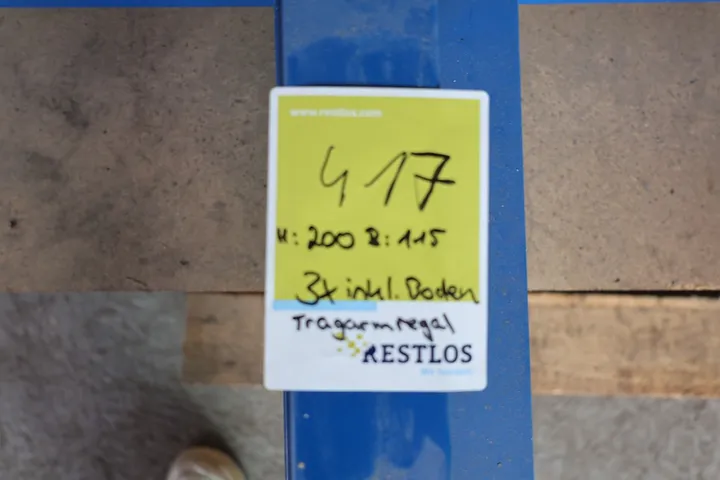 www.restlos.com
417
H: 200 B: 115
3x inkl. Boden
Tragarmregal
RESTLOS